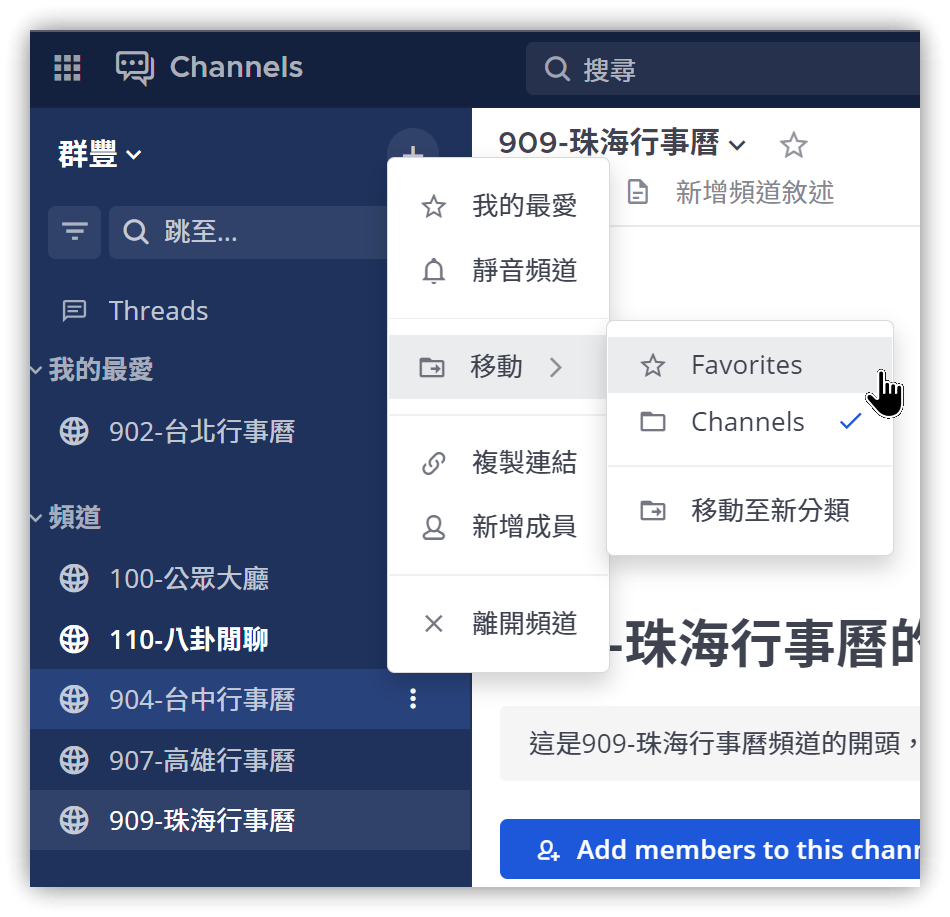 Channels
搜尋
群豐
跳至...
Threads
我的最愛
902-台北行事曆
頻道
100-公眾大廳
110-八卦閒聊
904-台中行事曆
907-高雄行事曆
909-珠海行事曆
我的最愛
靜音頻道
移動
複製連結
新增成員
離開頻道
Favorites
Channels
移動至新分類
909-珠海行事曆
新增頻道敘述
-珠海行事曆的
這是909-珠海行事曆頻道的開頭，
Add members to this chann